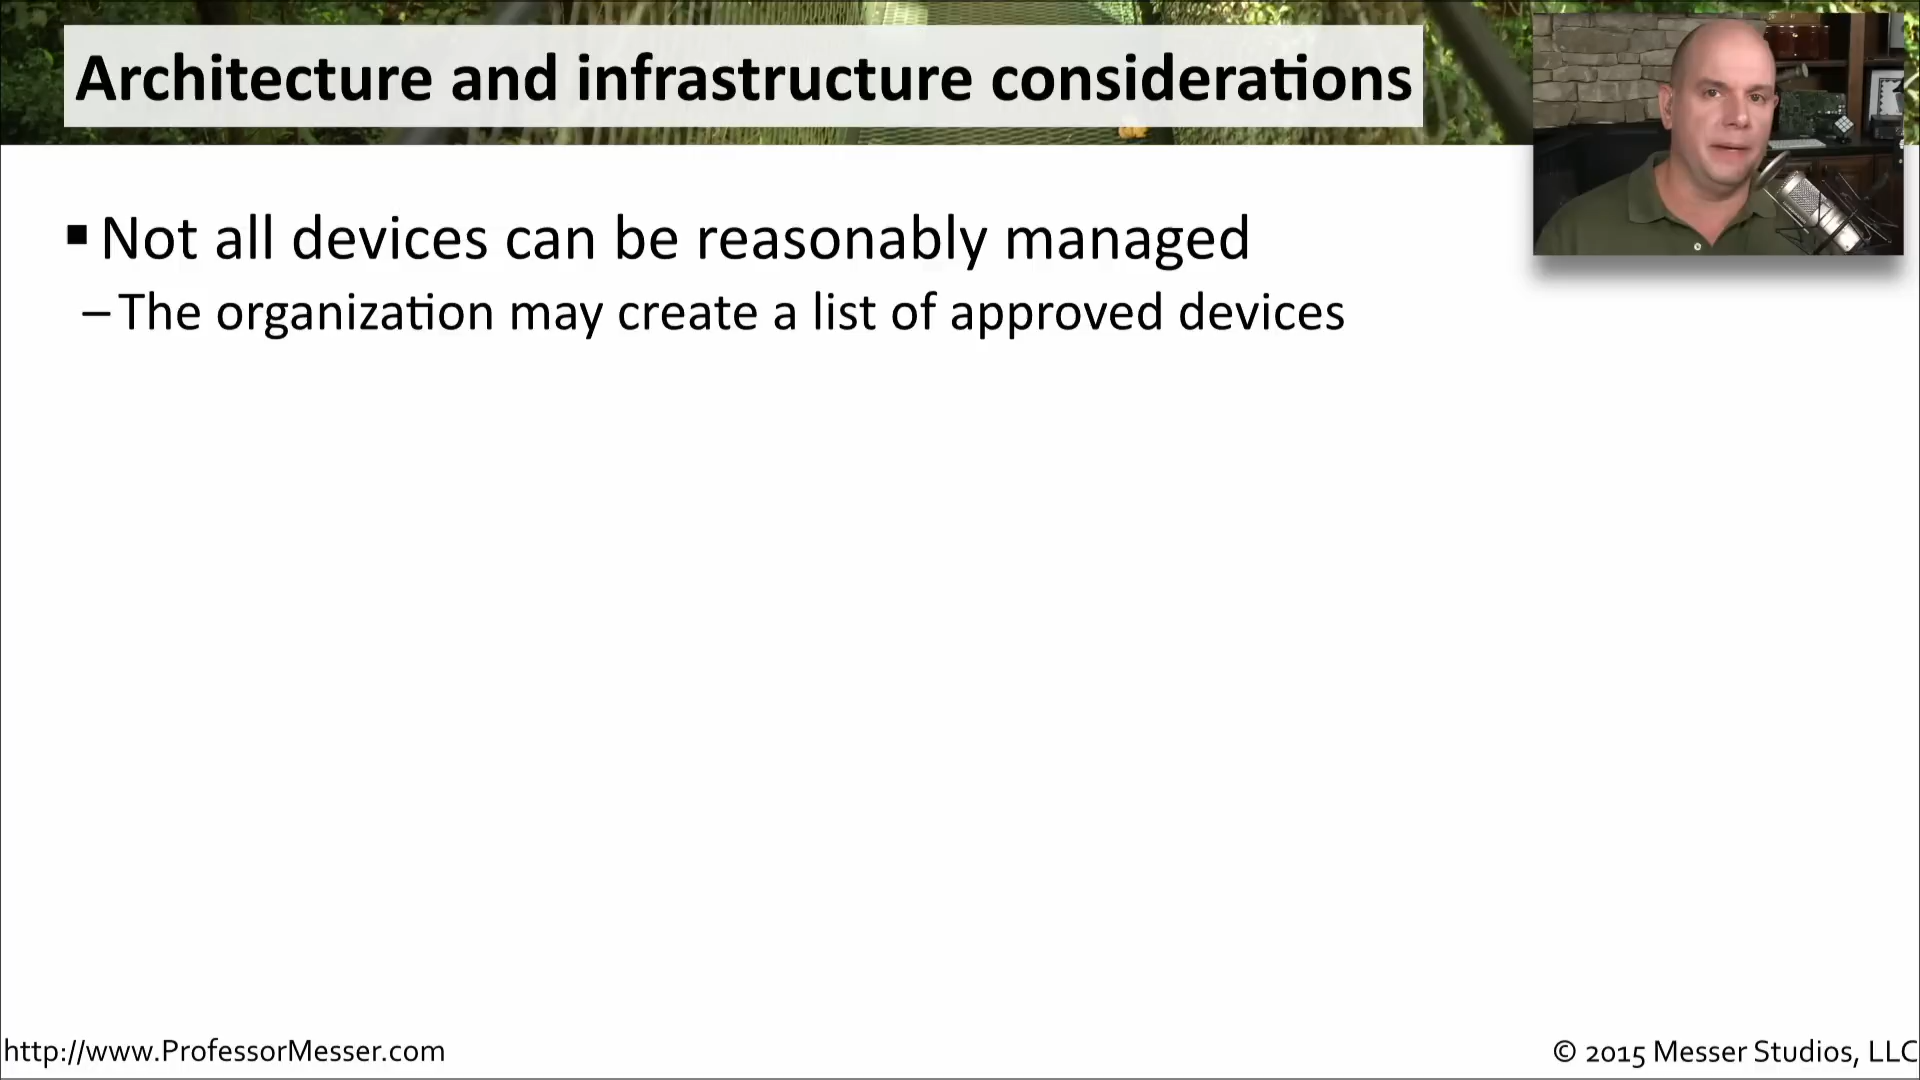 Architecture and infrastructure considerations
▪ Not all devices can be reasonably managed
– The organization may create a list of approved devices
http://www.ProfessorMesser.com
© 2015 Messer Studios, LLC